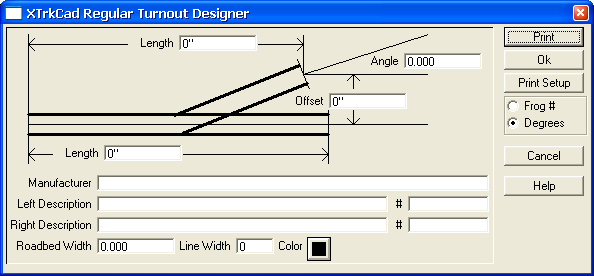 XTrkCad Regular Turnout Designer
Print
Length 0"
Angle 0.000
Ok
Print Setup
Offset 0"
Frog #
Degrees
Length 0"
Cancel
Manufacturer
Help
Left Description #
Right Description #
Roadbed Width 0.000 Line Width 0 Color